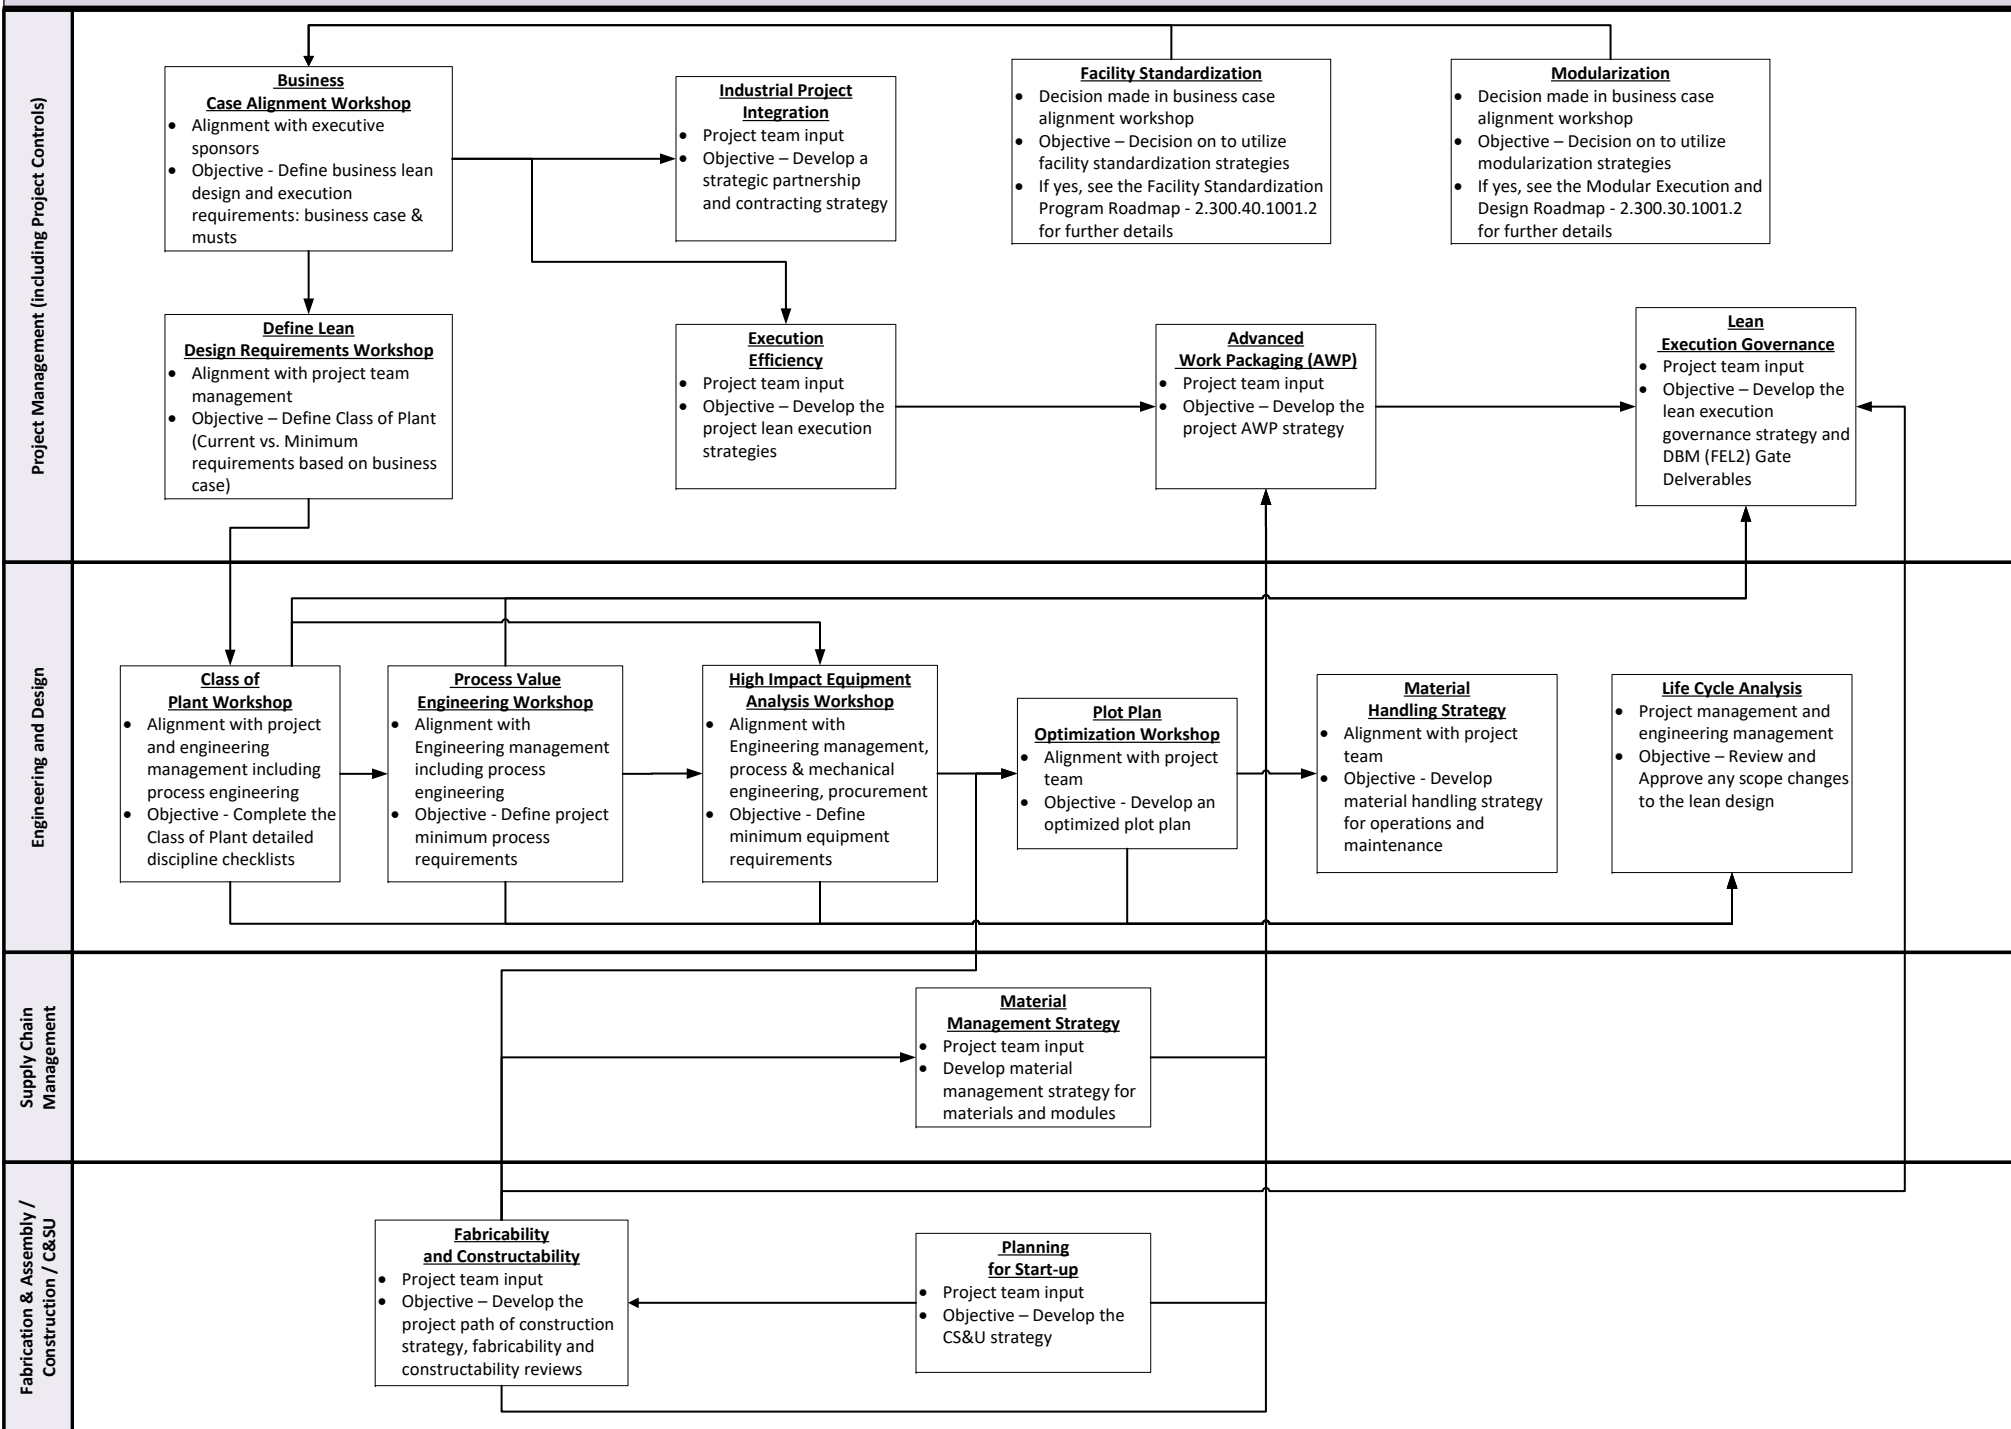 Project Management (including Project Controls)
Business
Case Alignment Workshop
• Alignment with executive
sponsors
• Objective - Define business lean
design and execution
requirements: business case &
musts
Industrial Project
Integration
• Project team input
• Objective – Develop a
strategic partnership
and contracting strategy
Facility Standardization
• Decision made in business case
alignment workshop
• Objective – Decision on to utilize
facility standardization strategies
• If yes, see the Facility Standardization
Program Roadmap - 2.300.40.1001.2
for further details
Modularization
• Decision made in business case
alignment workshop
• Objective – Decision on to utilize
modularization strategies
• If yes, see the Modular Execution and
Design Roadmap - 2.300.30.1001.2
for further details
Define Lean
Design Requirements Workshop
• Alignment with project team
management
• Objective – Define Class of Plant
(Current vs. Minimum
requirements based on business
case)
Execution
Efficiency
• Project team input
• Objective – Develop the
project lean execution
strategies
Advanced
Work Packaging (AWP)
• Project team input
• Objective – Develop the
project AWP strategy
Lean
Execution Governance
• Project team input
• Objective – Develop the
lean execution
governance strategy and
DBM (FEL2) Gate
Delverables
Engineering and Design
Class of
Plant Workshop
• Alignment with project
and engineering
management including
process engineering
• Objective - Complete the
Class of Plant detailed
discipline checklists
Process Value
Engineering Workshop
• Alignment with
Engineering management
including process
engineering
• Objective - Define project
minimum process
requirements
High Impact Equipment
Analysis Workshop
• Alignment with
Engineering management,
process & mechanical
engineering, procurement
• Objective - Define
minimum equipment
requirements
Plot Plan
Optimization Workshop
• Alignment with project
team
• Objective - Develop an
optimized plot plan
Material
Handling Strategy
• Alignment with project
team
• Objective - Develop
material handling strategy
for operations and
maintenance
Life Cycle Analysis
• Project management and
engineering management
• Objective – Review and
Approve any scope changes
to the lean design
Supply Chain
Management
Material
Management Strategy
• Project team input
• Develop material
management strategy for
materials and modules
Fabrication & Assembly /
Construction / C&SU
Fabricability
and Constructability
• Project team input
• Objective – Develop the
project path of construction
strategy, fabricability and
constructability reviews
Planning
for Start-up
• Project team input
• Objective – Develop the
CS&U strategy